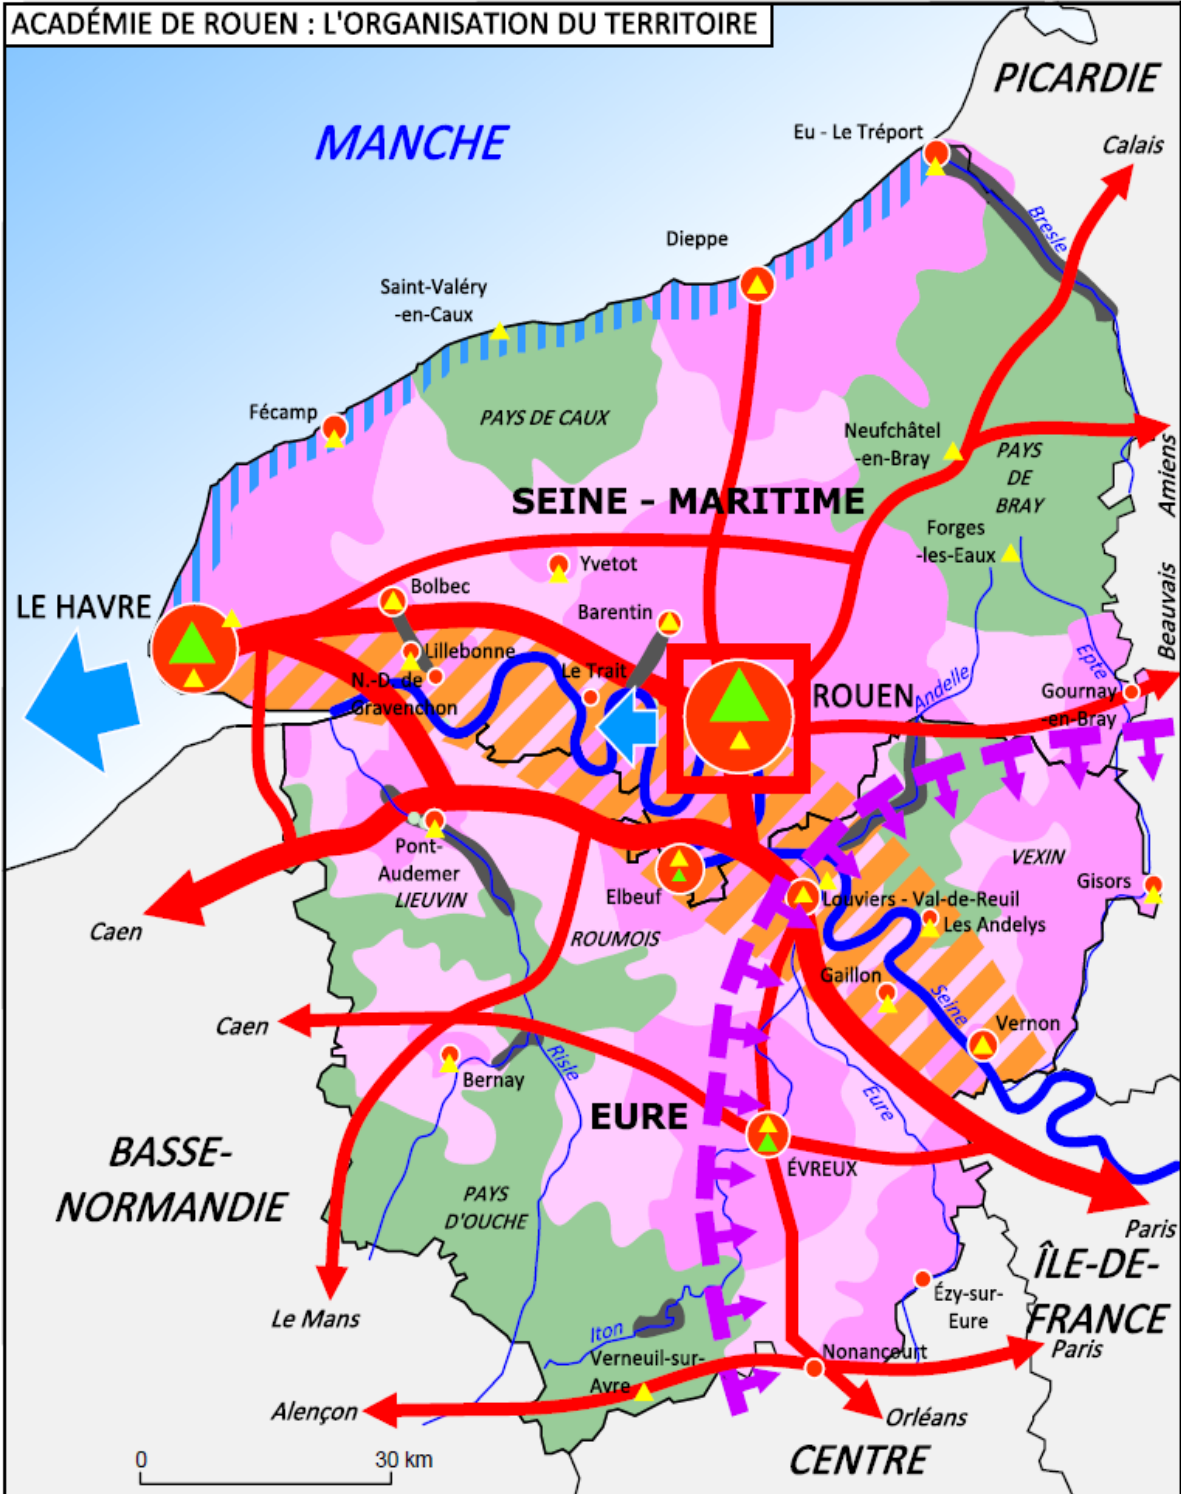 ACADÉMIE DE ROUEN : L'ORGANISATION DU TERRITOIRE
PICARDIE
MANCHE
Eu - Le Tréport
Calais
Bresle
Dieppe
Saint-Valéry
-en-Caux
Fécamp
PAYS DE CAUX
Neufchâtel
-en-Bray
PAYS
DE
BRAY
Amiens
SEINE - MARITIME
Forges
-les-Eaux
Yvetot
Bolbec
Barentin
LE HAVRE
Beauvais
Lillebonne
N.-D. de
Gravenchon
Le Trait
ROUEN
Andelle
Epte
Gournay
-en-Bray
Pont-
Audemer
LIEUVIN
VEXIN
Gisors
Elbeuf
Louviers - Val-de-Reuil
Les Andelys
Caen
ROUMOIS
Gaillon
Seine
Caen
Vernon
Risle
Bernay
Eure
EURE
ÉVREUX
BASSE-
NORMANDIE
PAYS
D'OUCHE
Paris
ÎLE-DE-
FRANCE
Ézy-sur-
Eure
Le Mans
Iton
Nonancourt
Paris
Verneuil-sur-
Avre
Alençon
Orléans
CENTRE
0
30 km